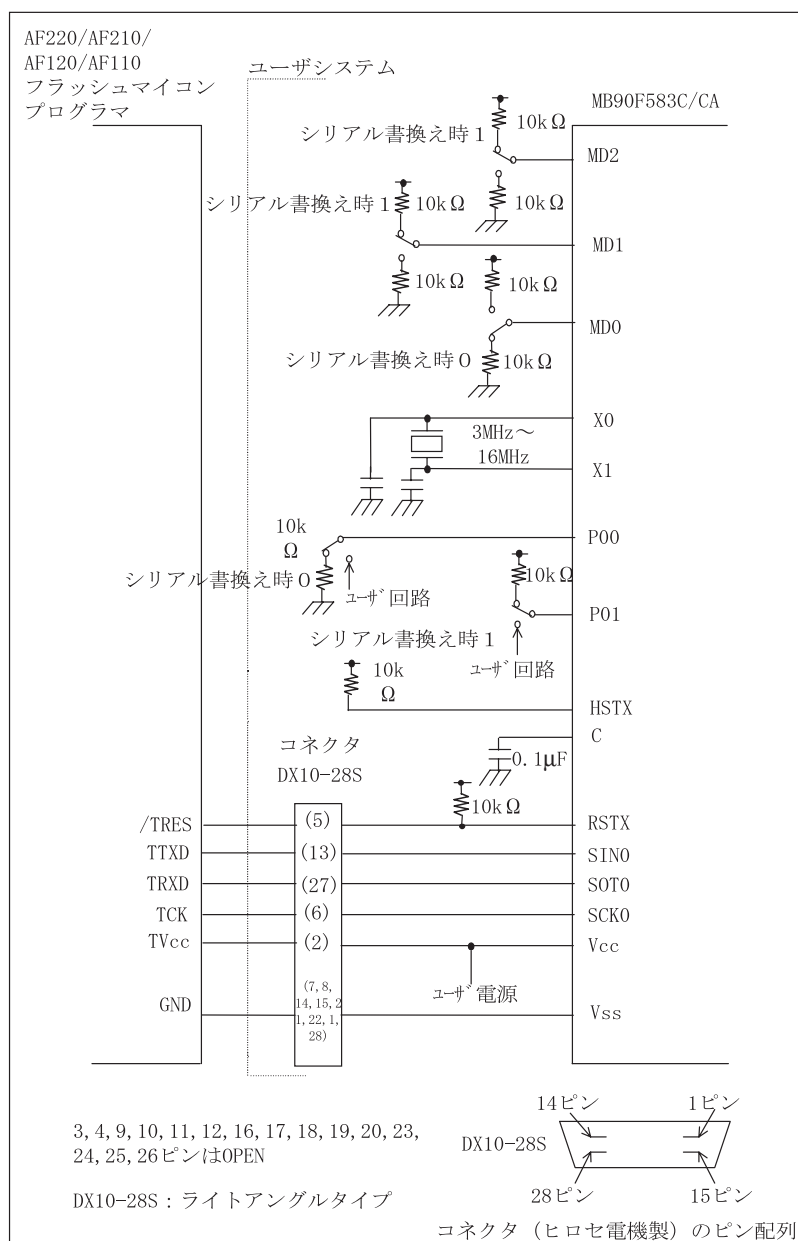 AF220/AF210/
AF120/AF110
フラッシュマイコン
プログラマ
ユーザシステム
MB90F583C/CA
10kΩ
シリアル書換え時1
MD2
シリアル書換え時1
10kΩ
10kΩ
MD1
10kΩ
10kΩ
MD0
シリアル書換え時0
10kΩ
X0
3MHz～
16MHz
X1
10k
Ω
P00
シリアル書換え時0
ユーザ回路
10kΩ
P01
シリアル書換え時1
ユーザ回路
10k
Ω
HSTX
C
0.1μF
コネクタ
DX10-28S
10kΩ
/TRES
(5)
RSTX
TTXD
(13)
SIN0
TRXD
(27)
SOT0
TCK
(6)
SCK0
TVcc
(2)
Vcc
ユーザ電源
GND
(7,8,
14,15,2
1,22,1,
28)
Vss
3,4,9,10,11,12,16,17,18,19,20,23,
24,25,26ピンはOPEN
DX10-28S：ライトアングルタイプ
14ピン
1ピン
DX10-28S
28ピン
15ピン
コネクタ（ヒロセ電機製）のピン配列